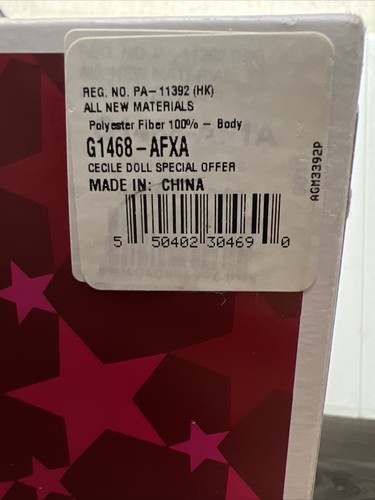 REG. NO. PA-11392 (HK)
ALL NEW MATERIALS
Polyester Fiber 100% - Body
G1468-AFXA
CECILE DOLL SPECIAL OFFER
MADE IN: CHINA
AGM3392P
5 50402 30469 0